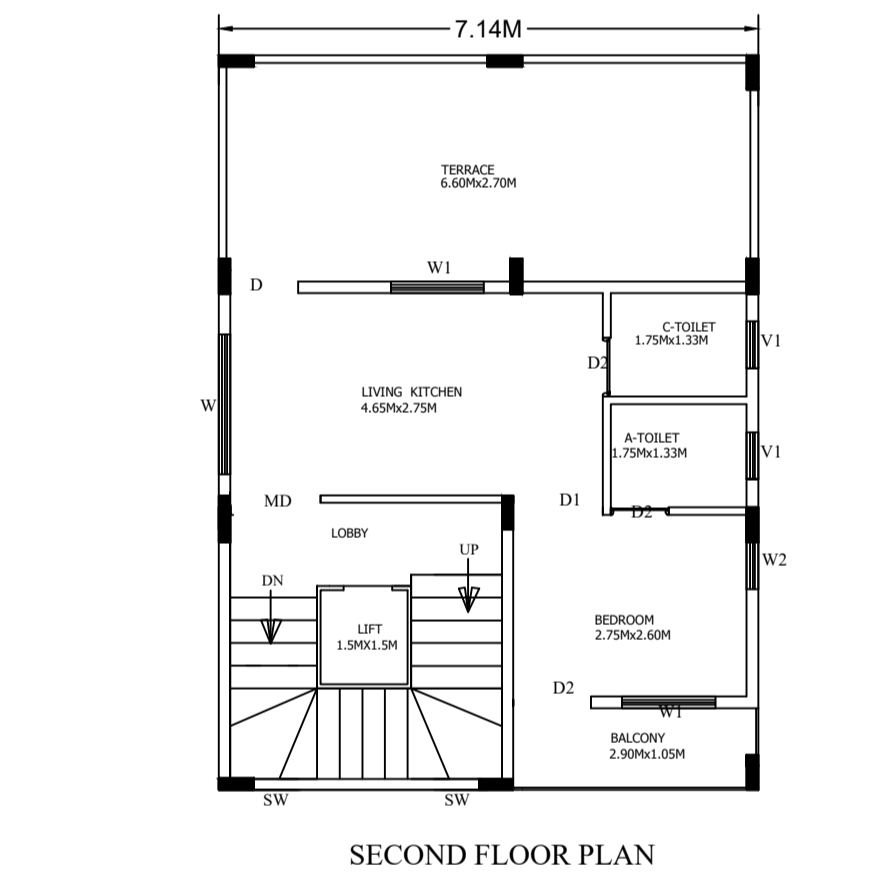 7.14M
TERRACE
6.60Mx2.70M
W1
D
C-TOILET
1.75Mx1.33M
V1
D2
LIVING KITCHEN
4.65Mx2.75M
W
A-TOILET
1.75Mx1.33M
V1
MD
D1
D2
LOBBY
UP
W2
DN
BEDROOM
2.75Mx2.60M
LIFT
1.5MX1.5M
D2
W1
BALCONY
2.90Mx1.05M
SW
SW
SECOND FLOOR PLAN